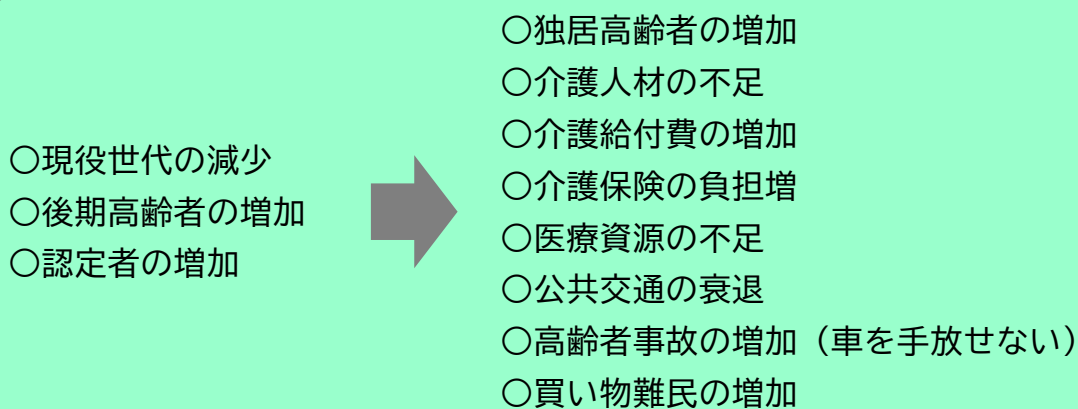 〇現役世代の減少
〇後期高齢者の増加
〇認定者の増加
〇独居高齢者の増加
〇介護人材の不足
〇介護給付費の増加
〇介護保険の負担増
〇医療資源の不足
〇公共交通の衰退
〇高齢者事故の増加（車を手放せない）
〇買い物難民の増加